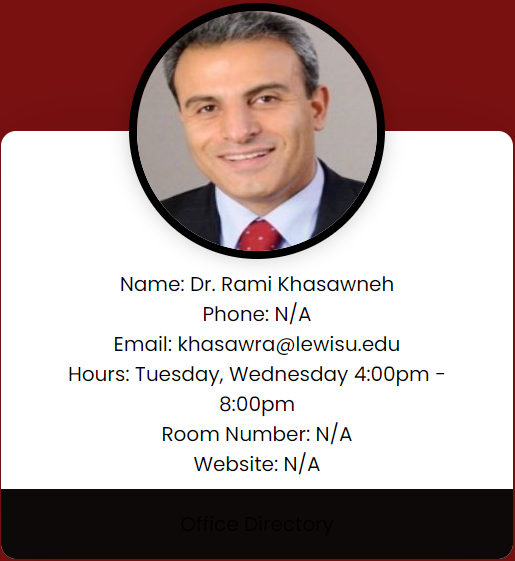 Name: Dr. Rami Khasawneh
Phone: N/A
Email: khasawra@lewisu.edu
Hours: Tuesday, Wednesday 4:00pm -
8:00pm
Room Number: N/A
Website: N/A
Office Directory